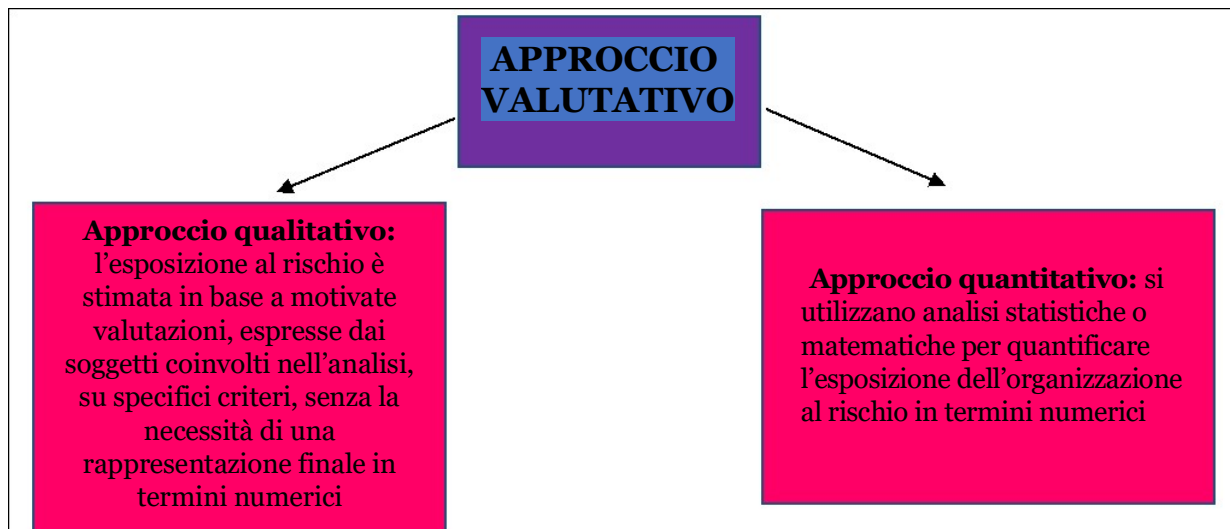 APPROCCIO
VALUTATIVO
Approccio qualitativo:
l’esposizione al rischio è
stimata in base a motivate
valutazioni, espresse dai
soggetti coinvolti nell’analisi,
su specifici criteri, senza la
necessità di una
rappresentazione finale in
termini numerici
Approccio quantitativo: si
utilizzano analisi statistiche o
matematiche per quantificare
l’esposizione dell’organizzazione
al rischio in termini numerici